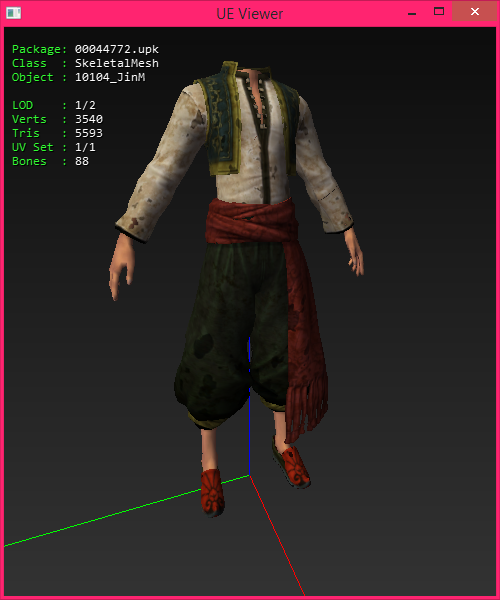 UE Viewer
Package: 00044772.upk
Class  : SkeletalMesh
Object : 10104_JinM
LOD    : 1/2
Verts  : 3540
Tris   : 5593
UV Set : 1/1
Bones  : 88